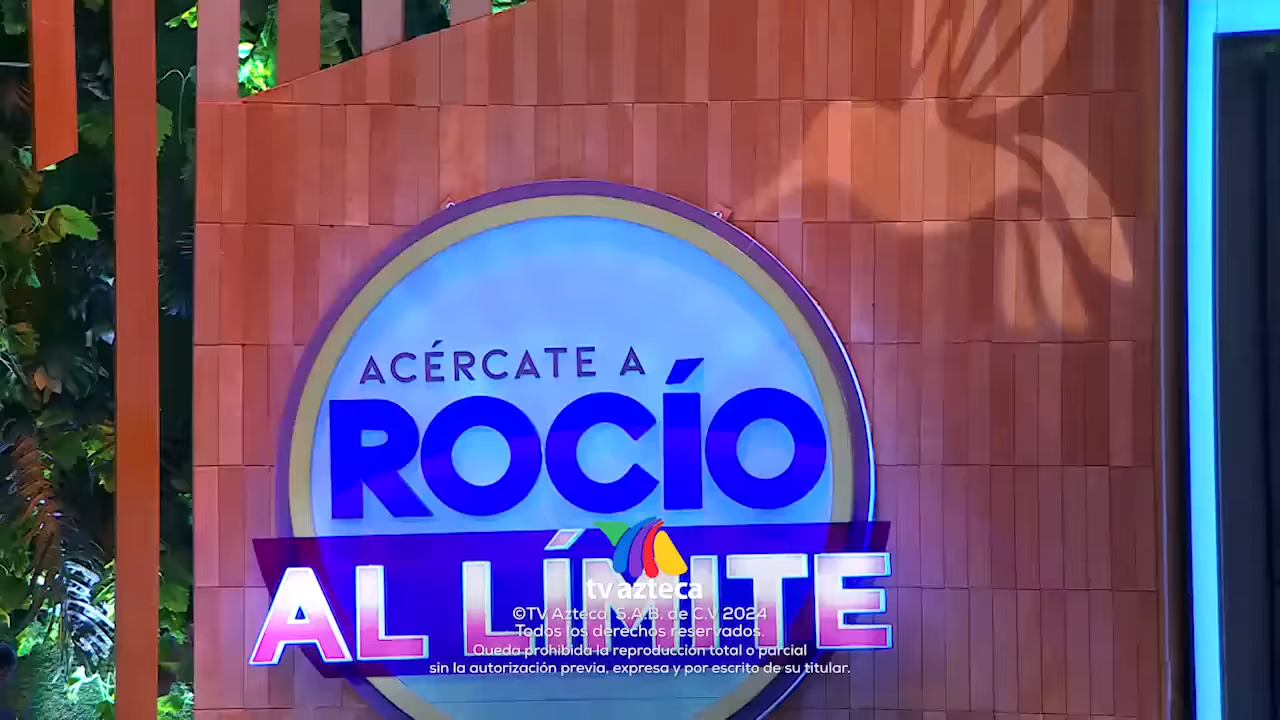 ACÉRCATE A
ROCÍO
AL LÍMITE
tv azteca
©TV Azteca, S.A.B. de C.V 2024
Todos los derechos reservados.
Queda prohibida la reproducción total o parcial
sin la autorización previa, expresa y por escrito de su titular.